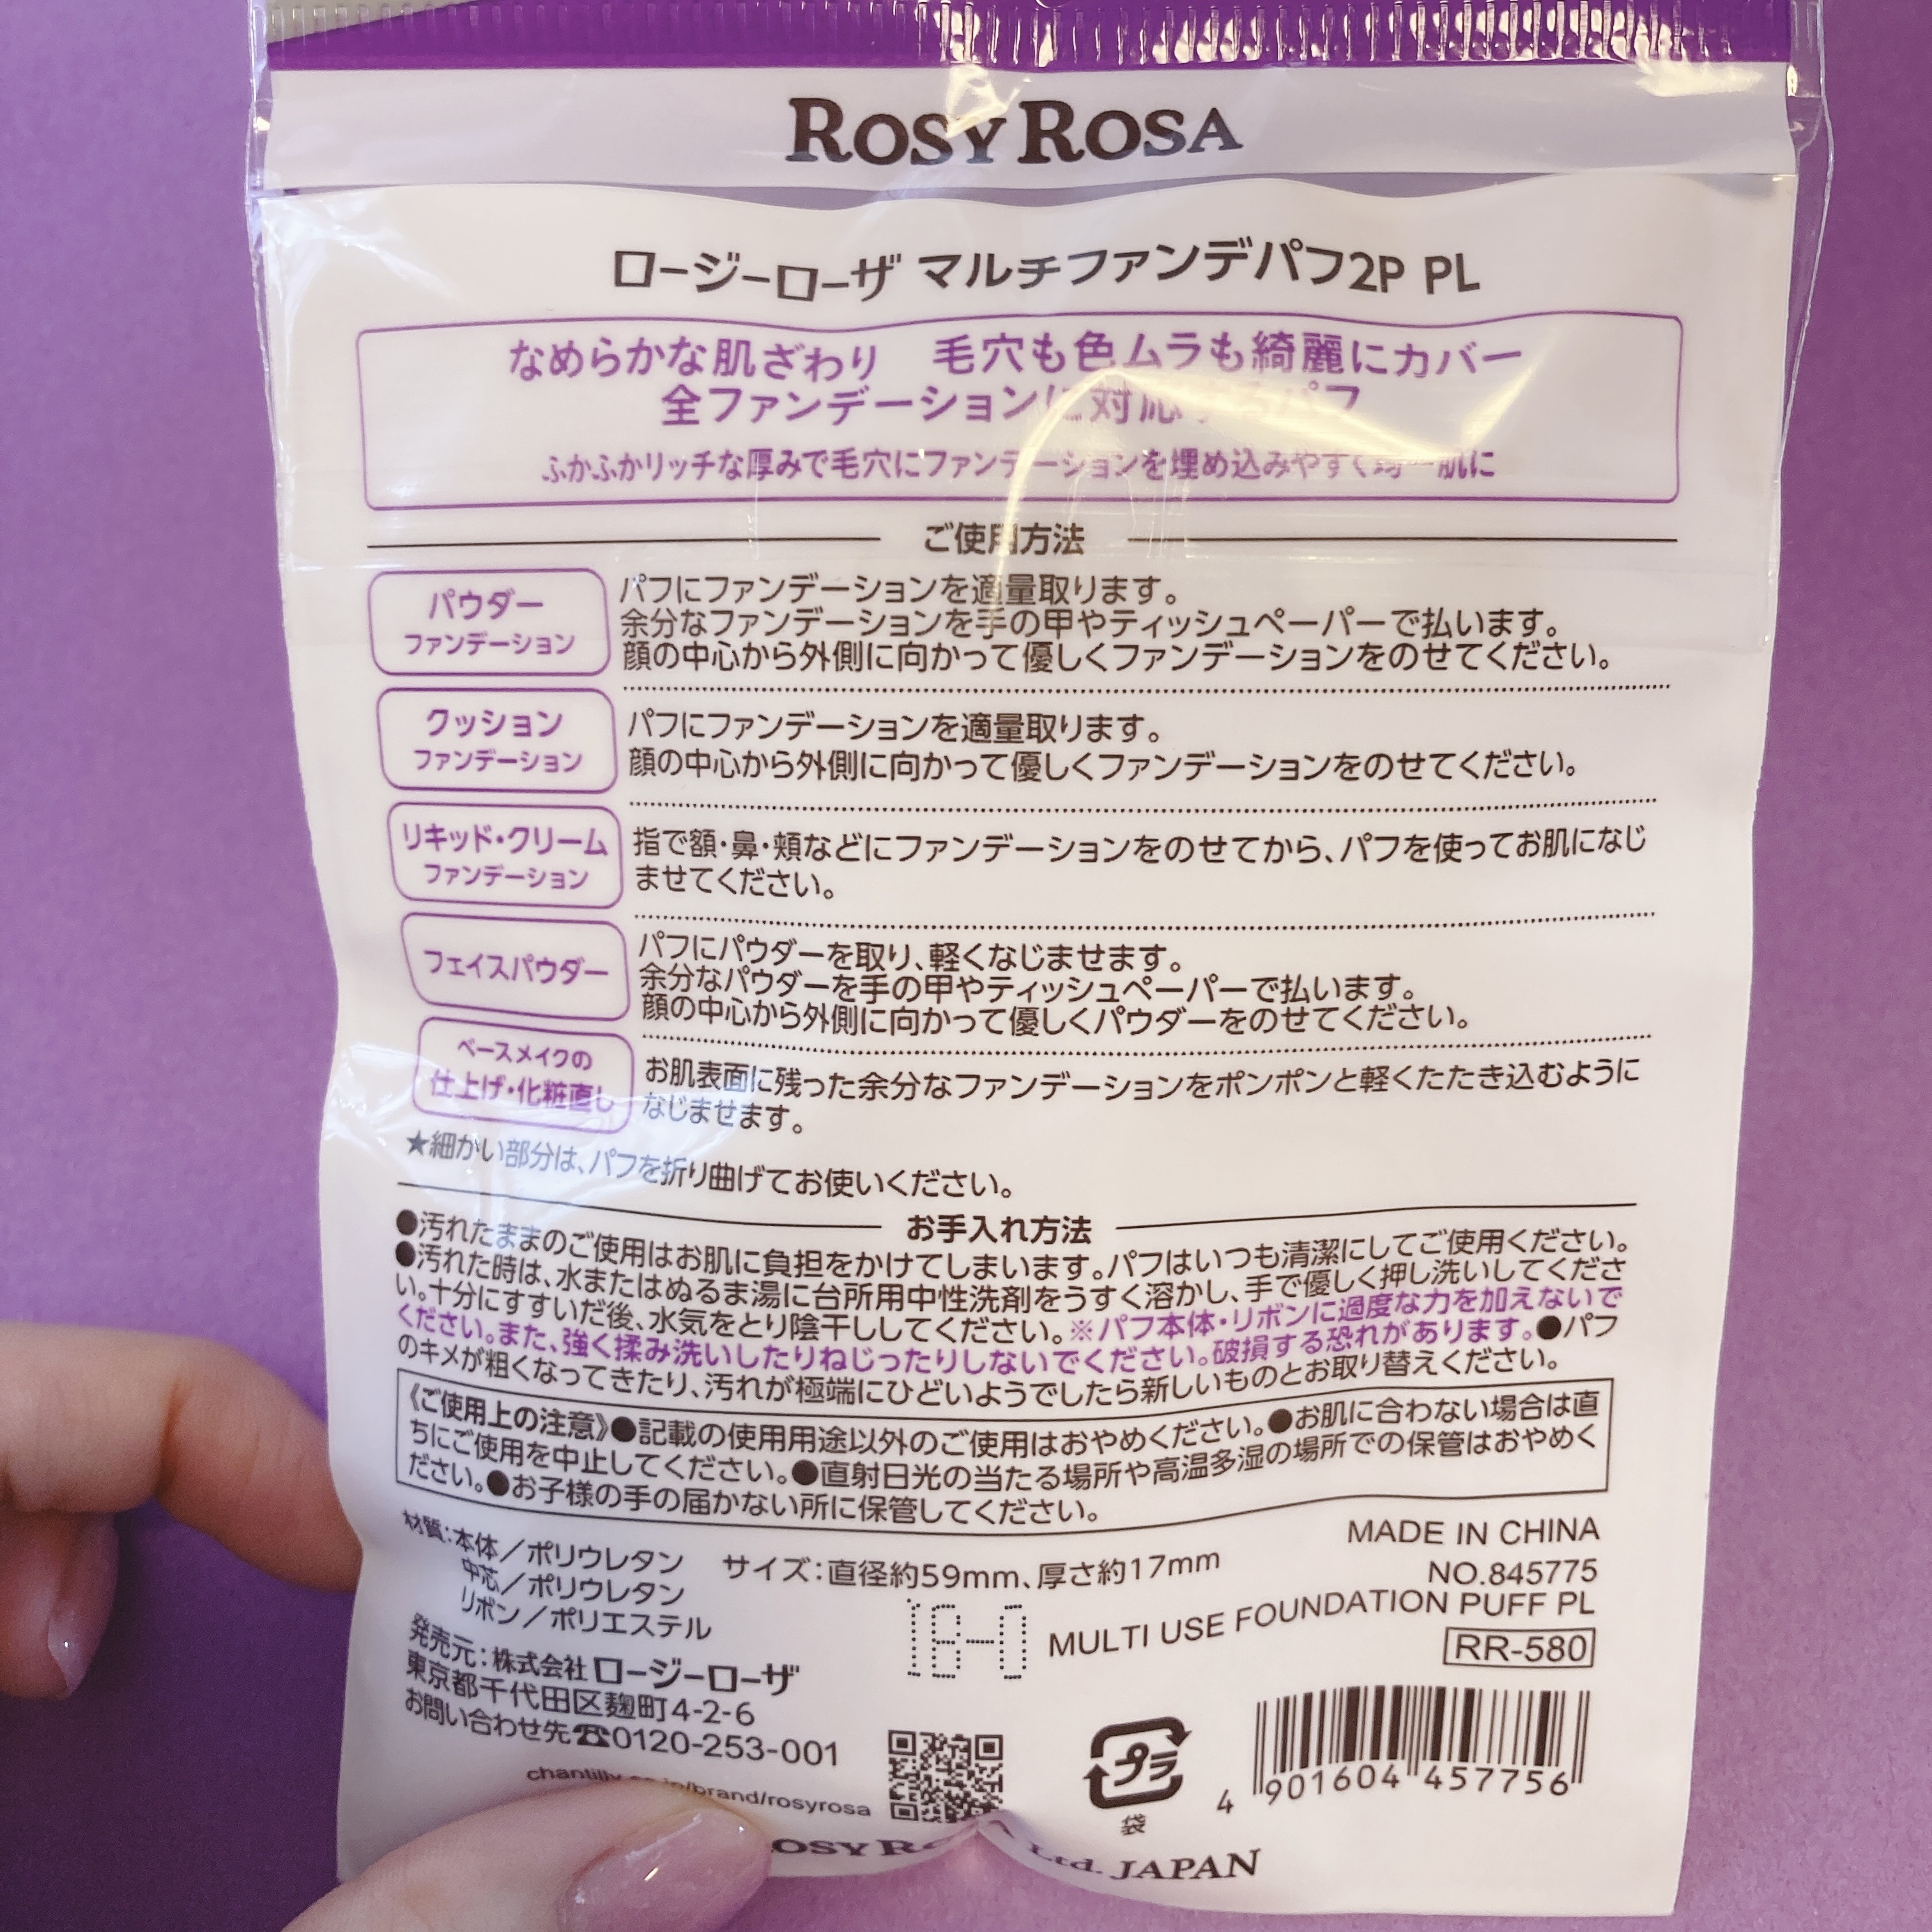 ROSY ROSA
ロージーローザ マルチファンデパフ2P PL
なめらかな肌ざわり 毛穴も色ムラも綺麗にカバー
全ファンデーションに対応するパフ
ふかふかリッチな厚みで毛穴にファンデーションを埋め込みやすく均一肌に
ご使用方法
パウダー
ファンデーション
パフにファンデーションを適量取ります。
余分なファンデーションを手の甲やティッシュペーパーで払います。
顔の中心から外側に向かって優しくファンデーションをのせてください。
クッション
ファンデーション
パフにファンデーションを適量取ります。
顔の中心から外側に向かって優しくファンデーションをのせてください。
リキッド・クリーム
ファンデーション
指で額・鼻・頬などにファンデーションをのせてから、パフを使ってお肌になじ
ませてください。
フェイスパウダー
パフにパウダーを取り、軽くなじませます。
余分なパウダーを手の甲やティッシュペーパーで払います。
顔の中心から外側に向かって優しくパウダーをのせてください。
ベースメイクの
仕上げ・化粧直し
お肌表面に残った余分なファンデーションをポンポンと軽くたたき込むように
なじませます。
★細かい部分は、パフを折り曲げてお使いください。
お手入れ方法
●汚れたままのご使用はお肌に負担をかけてしまいます。パフはいつも清潔にしてご使用ください。
●汚れた時は、水またはぬるま湯に台所用中性洗剤をうすく溶かし、手で優しく押し洗いしてくださ
い。十分にすすいだ後、水気をとり陰干ししてください。※パフ本体・リボンに過度な力を加えないで
ください。また、強く揉み洗いしたりねじったりしないでください。破損する恐れがあります。●パフ
のキメが粗くなってきたり、汚れが極端にひどいようでしたら新しいものとお取り替えください。
《ご使用上の注意》●記載の使用用途以外のご使用はおやめください。●お肌に合わない場合は直
ちにご使用を中止してください。●直射日光の当たる場所や高温多湿の場所での保管はおやめく
ださい。●お子様の手の届かない所に保管してください。
材質：本体／ポリウレタン
中芯／ポリウレタン
リボン／ポリエステル
サイズ：直径約59mm、厚さ約17mm
MADE IN CHINA
NO.845775
MULTI USE FOUNDATION PUFF PL
RR-580
発売元：株式会社ロージーローザ
東京都千代田区麹町4-2-6
お問い合わせ先☎0120-253-001
/brand/rosyrosa
プラ
袋
4 901604 457756
Ltd. JAPAN